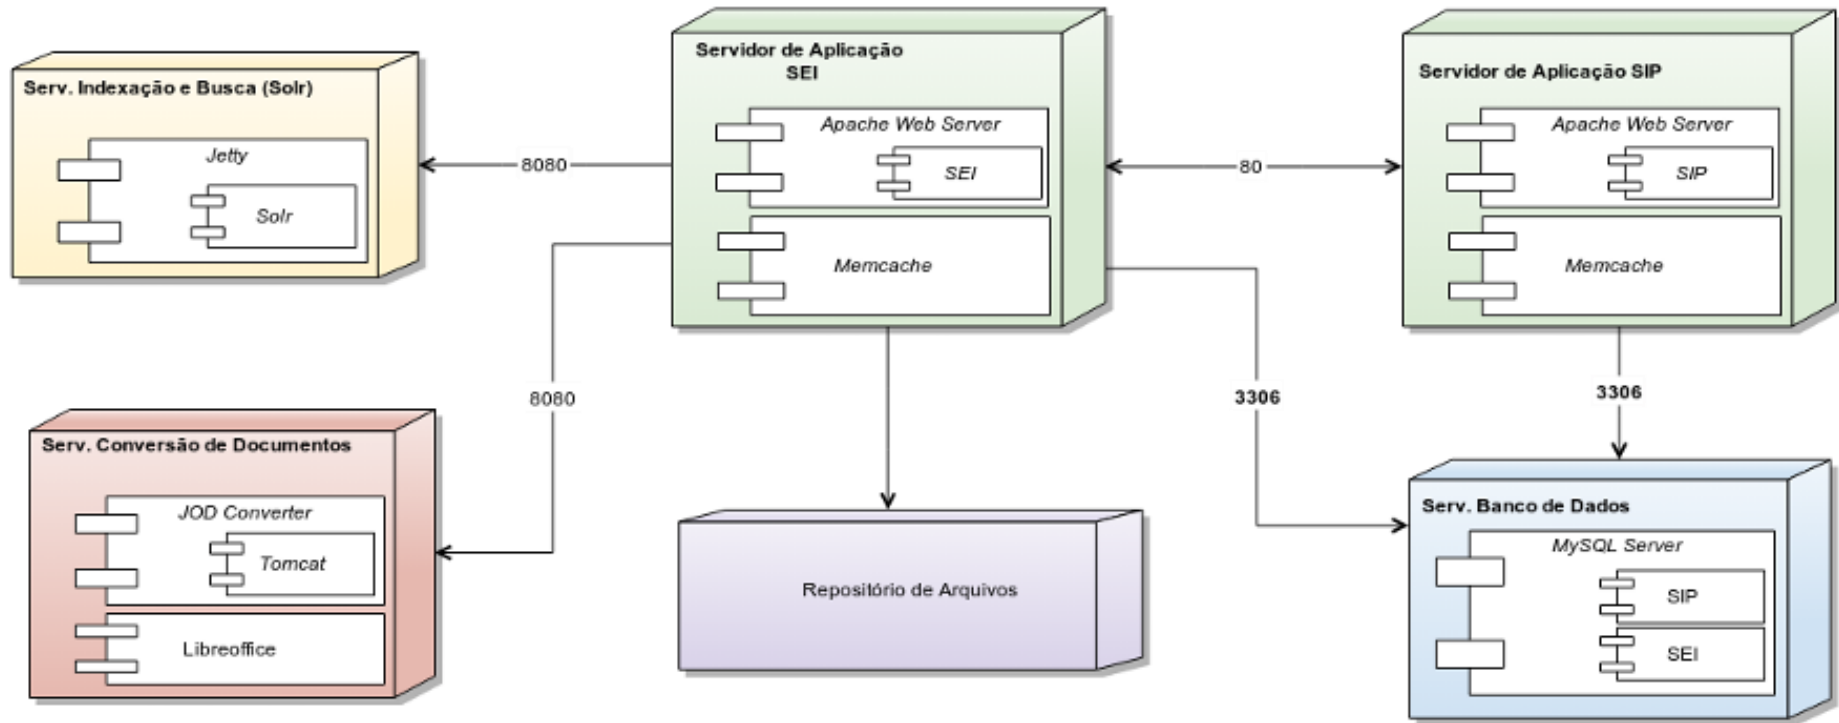 Serv. Indexação e Busca (Solr)
Jetty
Solr
8080
Servidor de Aplicação
SEI
Apache Web Server
SEI
Memcache
80
Servidor de Aplicação SIP
Apache Web Server
SIP
Memcache
8080
3306
3306
Serv. Conversão de Documentos
JOD Converter
Tomcat
Libreoffice
Repositório de Arquivos
Serv. Banco de Dados
MySQL Server
SIP
SEI